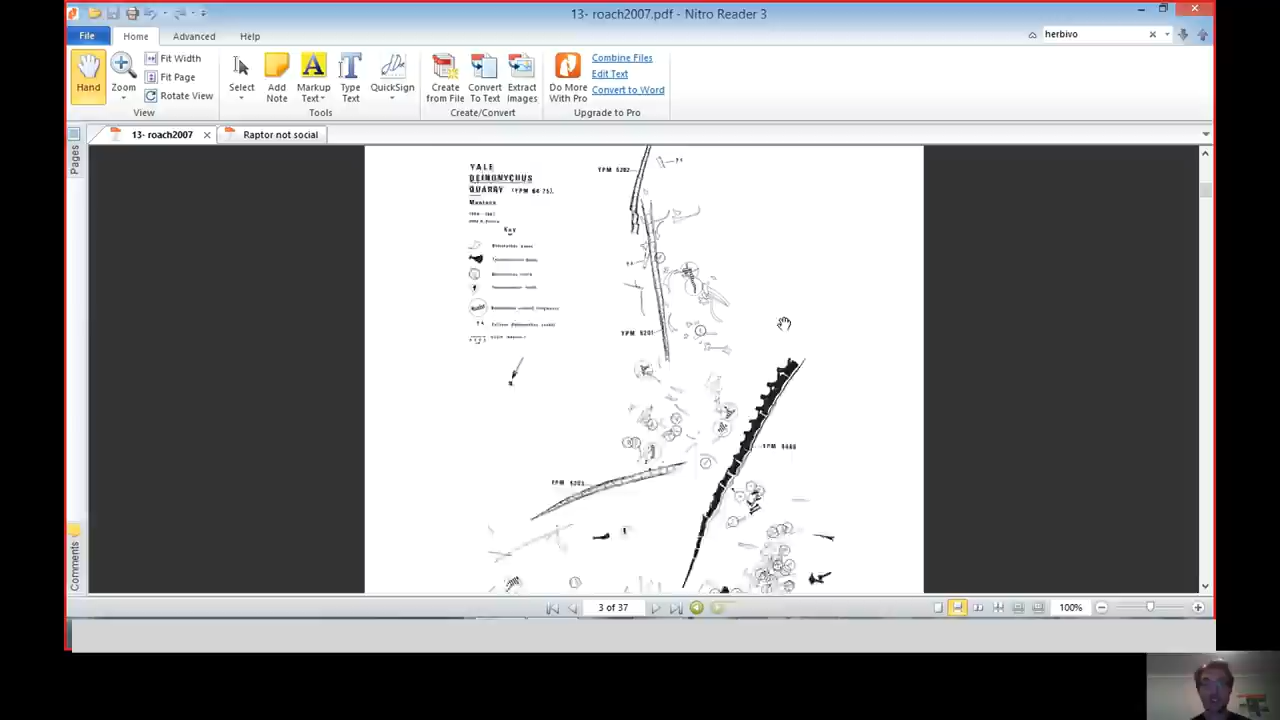 13- roach2007.pdf - Nitro Reader 3
File
Home
Advanced
Help
herbivo
Hand
Zoom
Fit Width
Fit Page
Rotate View
View
Select
Add Note
Markup Text
Type Text
QuickSign
Tools
Create from File
Convert To Text
Extract Images
Create/Convert
Do More With Pro
Combine Files
Edit Text
Convert to Word
Upgrade to Pro
13- roach2007
Raptor not social
Pages
YALE
DEINONYCHUS
QUARRY (YPM 64-75),
Montana
Key
YPM 5202
YPM 5201
Comments
3 of 37
100%